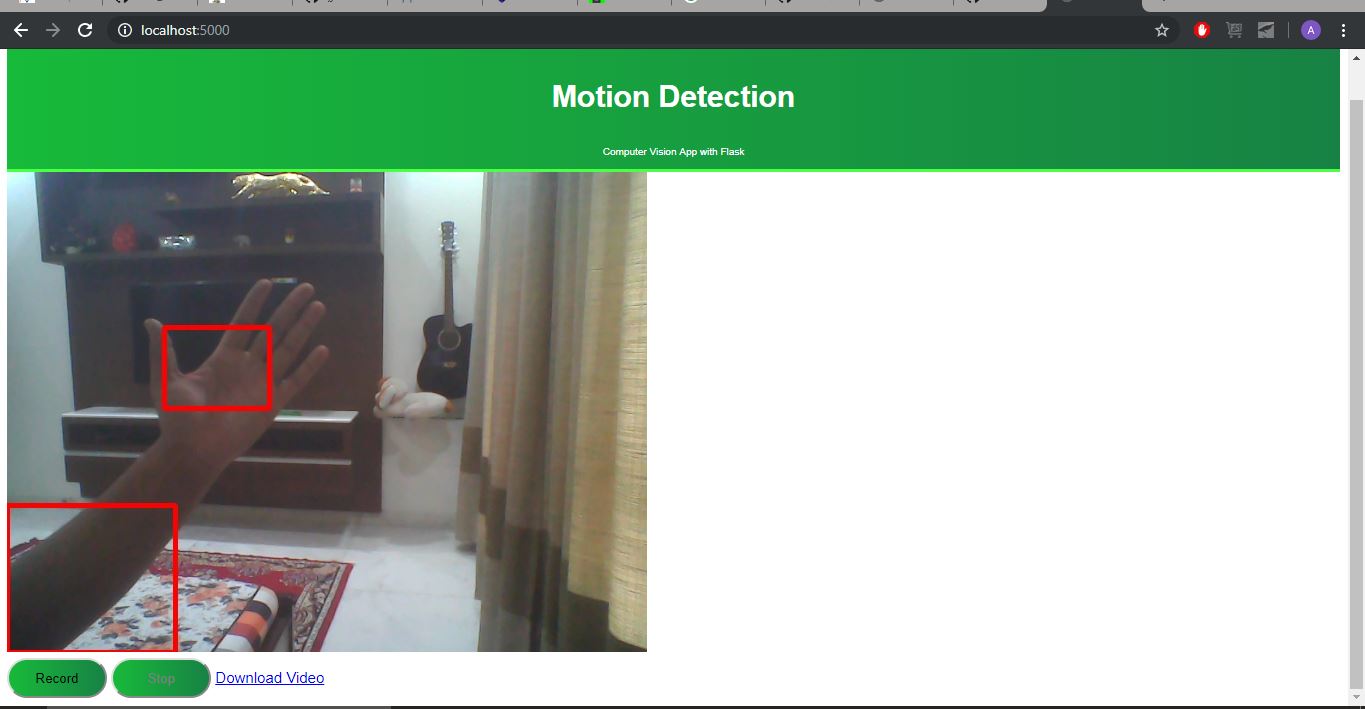 localhost:5000
A
Motion Detection
Computer Vision App with Flask
Record Stop Download Video